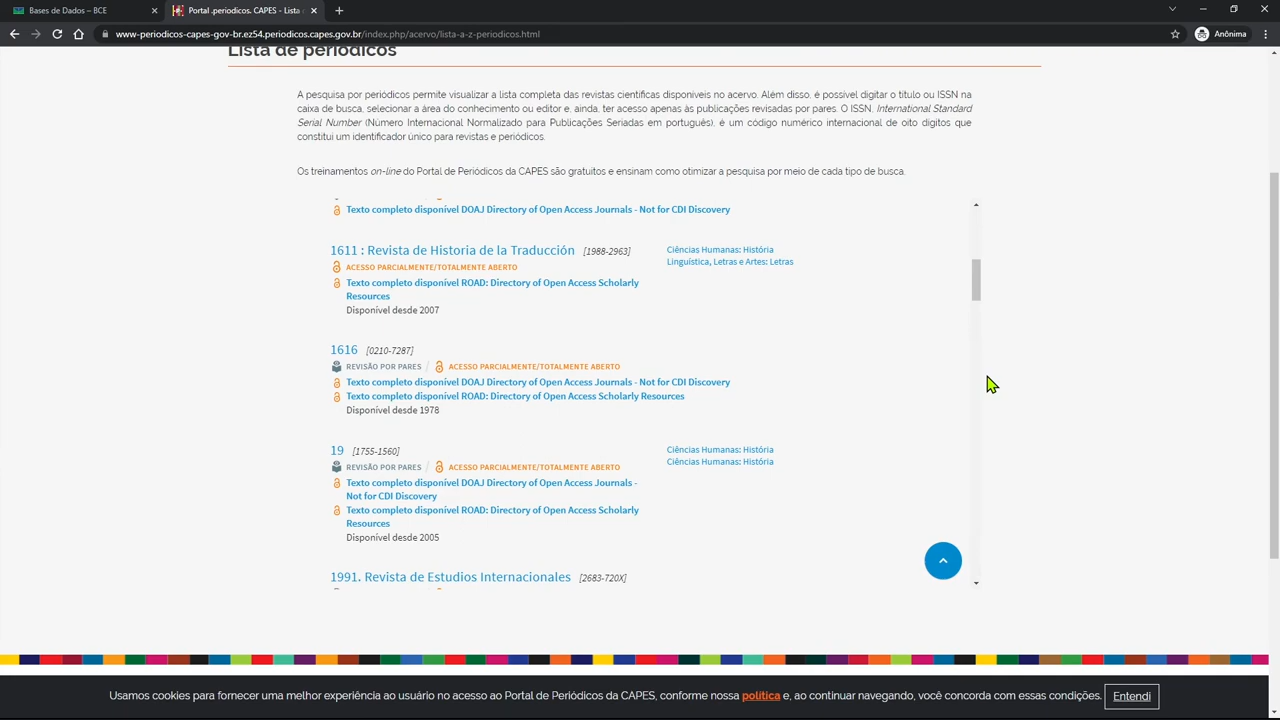 Bases de Dados – BCE
Portal .periodicos. CAPES - Lista d
www-periodicos-capes-gov-br.ez54.periodicos.capes.gov.br/index.php/acervo/lista-a-z-periodicos.html
Anônima
Lista de periódicos
A pesquisa por periódicos permite visualizar a lista completa das revistas científicas disponíveis no acervo. Além disso, é possível digitar o título ou ISSN na
caixa de busca, selecionar a área do conhecimento ou editor e, ainda, ter acesso apenas às publicações revisadas por pares. O ISSN, International Standard
Serial Number (Número Internacional Normalizado para Publicações Seriadas em português), é um código numérico internacional de oito dígitos que
constitui um identificador único para revistas e periódicos.
Os treinamentos on-line do Portal de Periódicos da CAPES são gratuitos e ensinam como otimizar a pesquisa por meio de cada tipo de busca.
Texto completo disponível DOAJ Directory of Open Access Journals - Not for CDI Discovery
1611 : Revista de Historia de la Traducción [1988-2963]
Ciências Humanas: História
Linguística, Letras e Artes: Letras
ACESSO PARCIALMENTE/TOTALMENTE ABERTO
Texto completo disponível ROAD: Directory of Open Access Scholarly
Resources
Disponível desde 2007
1616 [0210-7287]
REVISÃO POR PARES / ACESSO PARCIALMENTE/TOTALMENTE ABERTO
Texto completo disponível DOAJ Directory of Open Access Journals - Not for CDI Discovery
Texto completo disponível ROAD: Directory of Open Access Scholarly Resources
Disponível desde 1978
19 [1755-1560]
Ciências Humanas: História
Ciências Humanas: História
REVISÃO POR PARES / ACESSO PARCIALMENTE/TOTALMENTE ABERTO
Texto completo disponível DOAJ Directory of Open Access Journals -
Not for CDI Discovery
Texto completo disponível ROAD: Directory of Open Access Scholarly
Resources
Disponível desde 2005
1991. Revista de Estudios Internacionales [2683-720X]
Usamos cookies para fornecer uma melhor experiência ao usuário no acesso ao Portal de Periódicos da CAPES, conforme nossa política e, ao continuar navegando, você concorda com essas condições. Entendi